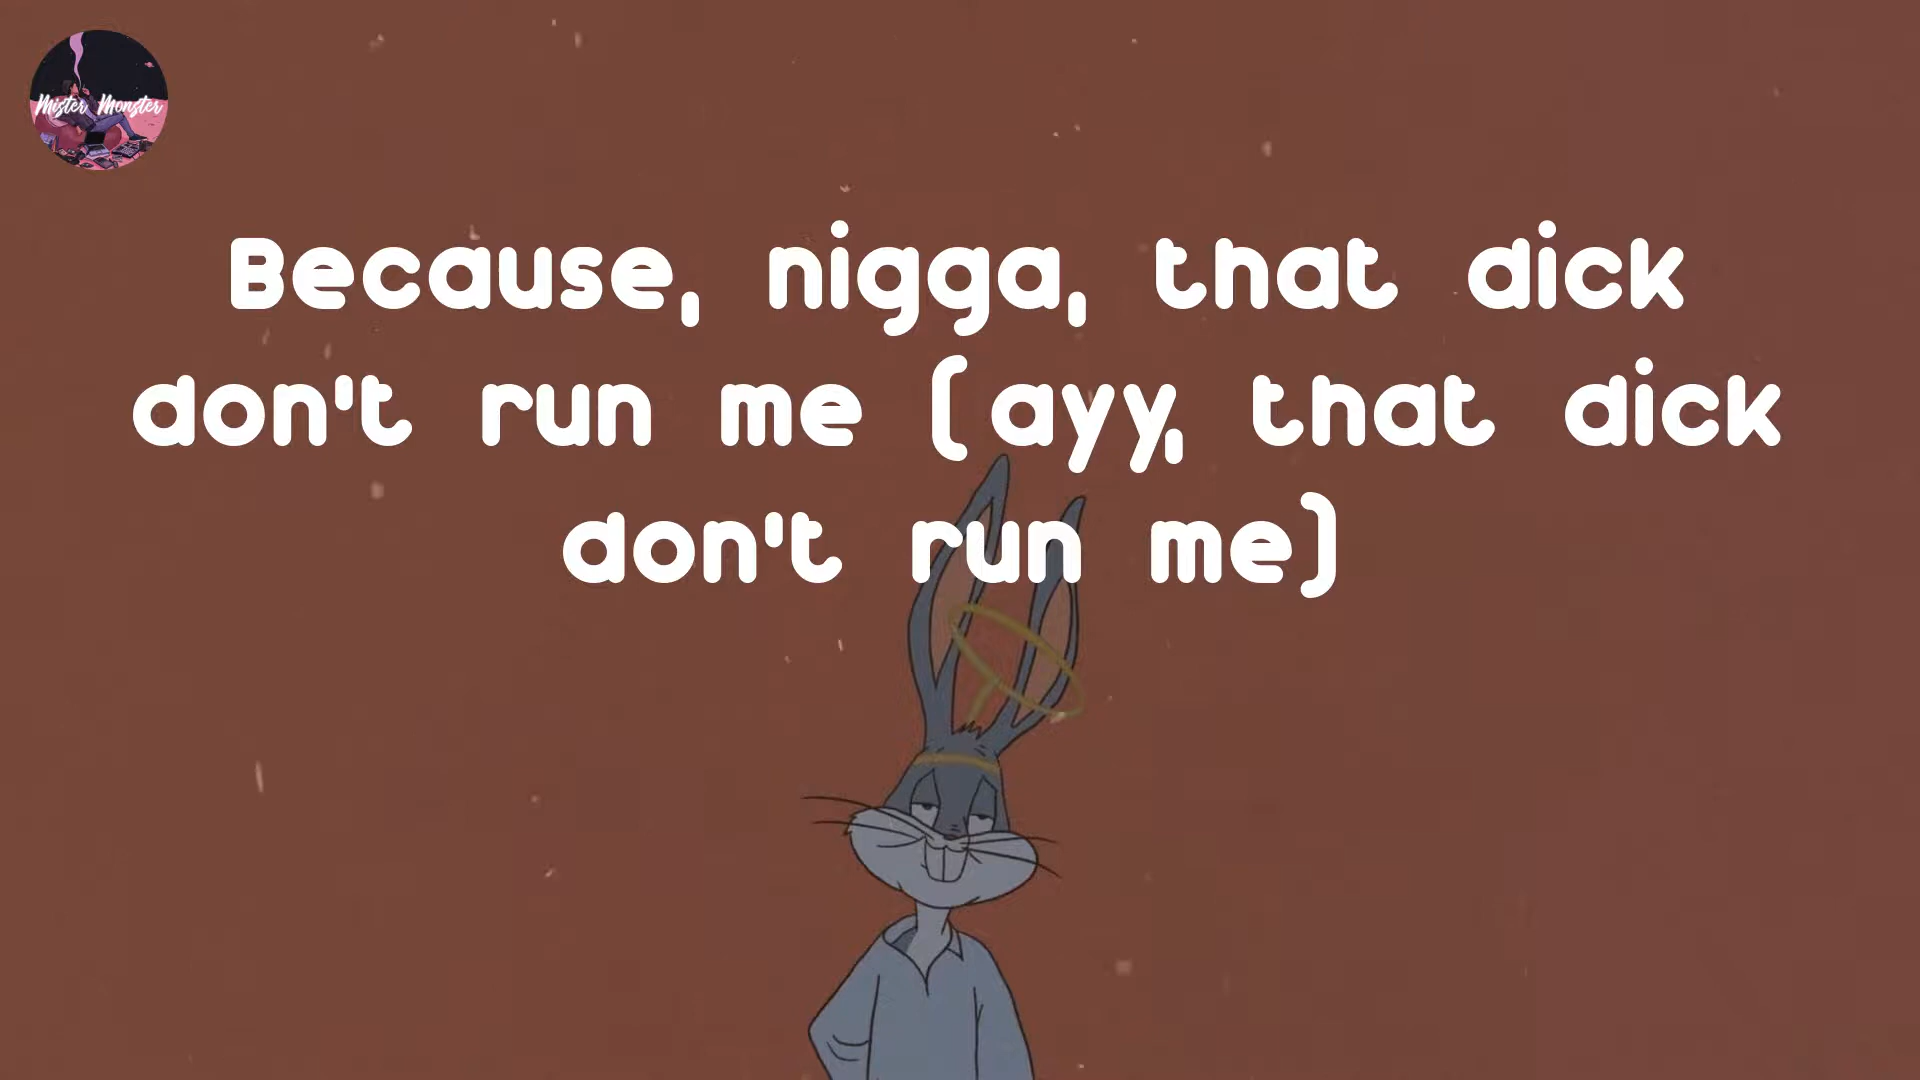 Mister Monster
Because, nigga, that dick
don't run me (ayy, that dick
don't run me)